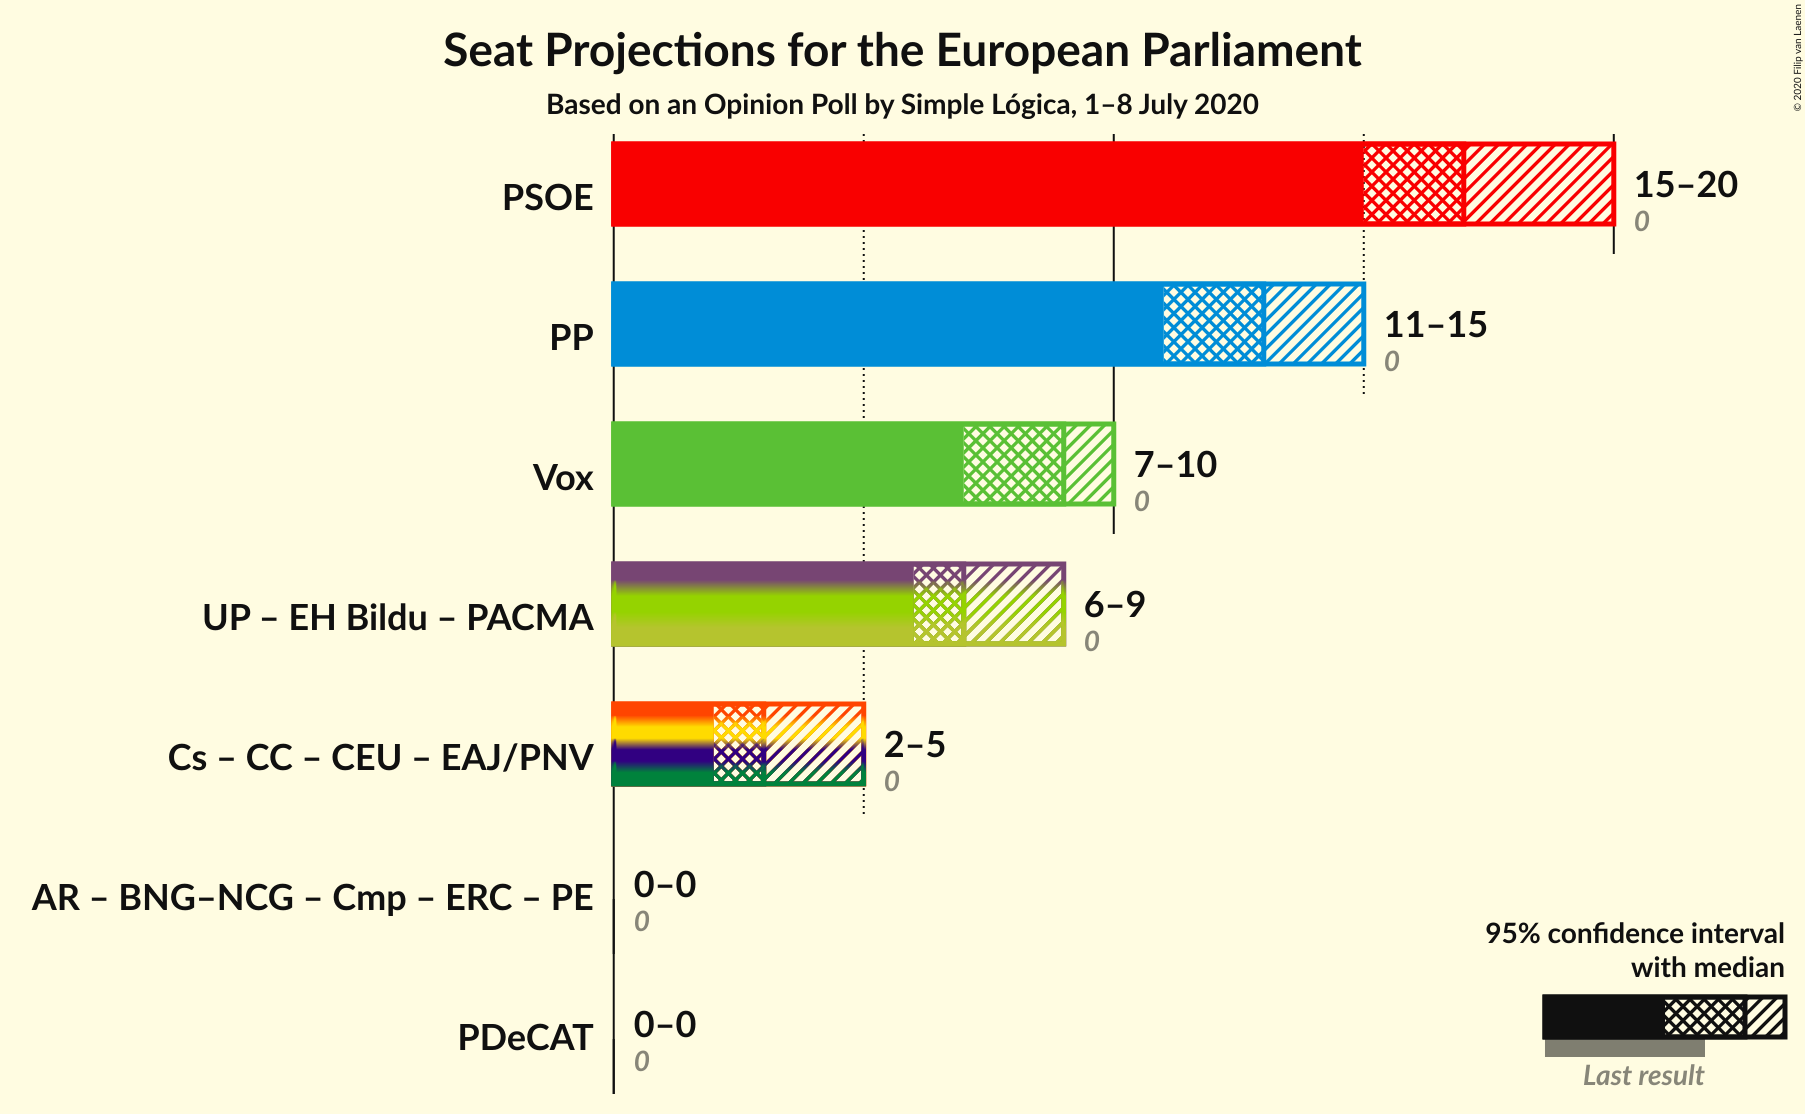 Seat Projections for the European Parliament
Based on an Opinion Poll by Simple Lógica, 1–8 July 2020
© 2020 Filip van Laenen
PSOE
15–20
0
PP
11–15
0
Vox
7–10
0
UP – EH Bildu – PACMA
6–9
0
Cs – CC – CEU – EAJ/PNV
2–5
0
AR – BNG–NCG – Cmp – ERC – PE
0–0
0
PDeCAT
0–0
0
95% confidence interval
with median
Last result